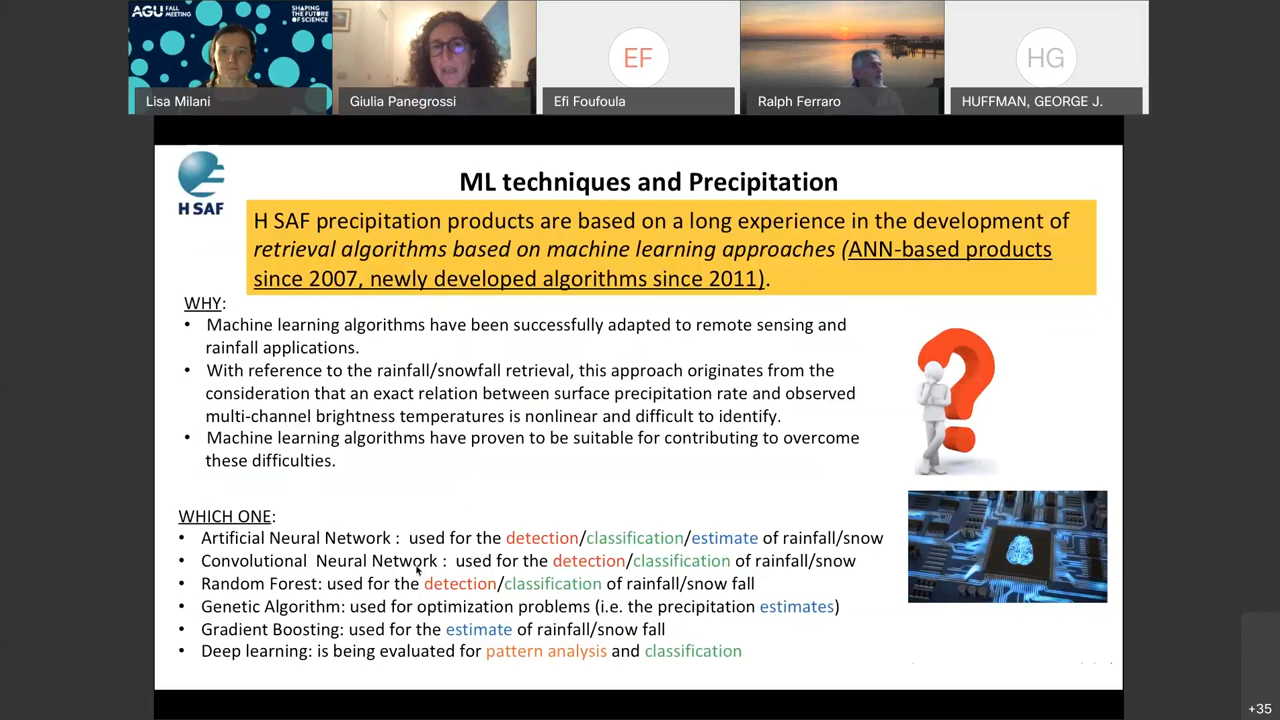 AGU FALL MEETING
SHAPING THE FUTURE OF SCIENCE
Lisa Milani
Giulia Panegrossi
EF
Efi Foufoula
Ralph Ferraro
HG
HUFFMAN, GEORGE J.
H SAF
ML techniques and Precipitation
H SAF precipitation products are based on a long experience in the development of
retrieval algorithms based on machine learning approaches (ANN-based products
since 2007, newly developed algorithms since 2011).
WHY:
• Machine learning algorithms have been successfully adapted to remote sensing and
rainfall applications.
• With reference to the rainfall/snowfall retrieval, this approach originates from the
consideration that an exact relation between surface precipitation rate and observed
multi-channel brightness temperatures is nonlinear and difficult to identify.
• Machine learning algorithms have proven to be suitable for contributing to overcome
these difficulties.
WHICH ONE:
• Artificial Neural Network : used for the detection/classification/estimate of rainfall/snow
• Convolutional Neural Network : used for the detection/classification of rainfall/snow
• Random Forest: used for the detection/classification of rainfall/snow fall
• Genetic Algorithm: used for optimization problems (i.e. the precipitation estimates)
• Gradient Boosting: used for the estimate of rainfall/snow fall
• Deep learning: is being evaluated for pattern analysis and classification
+35